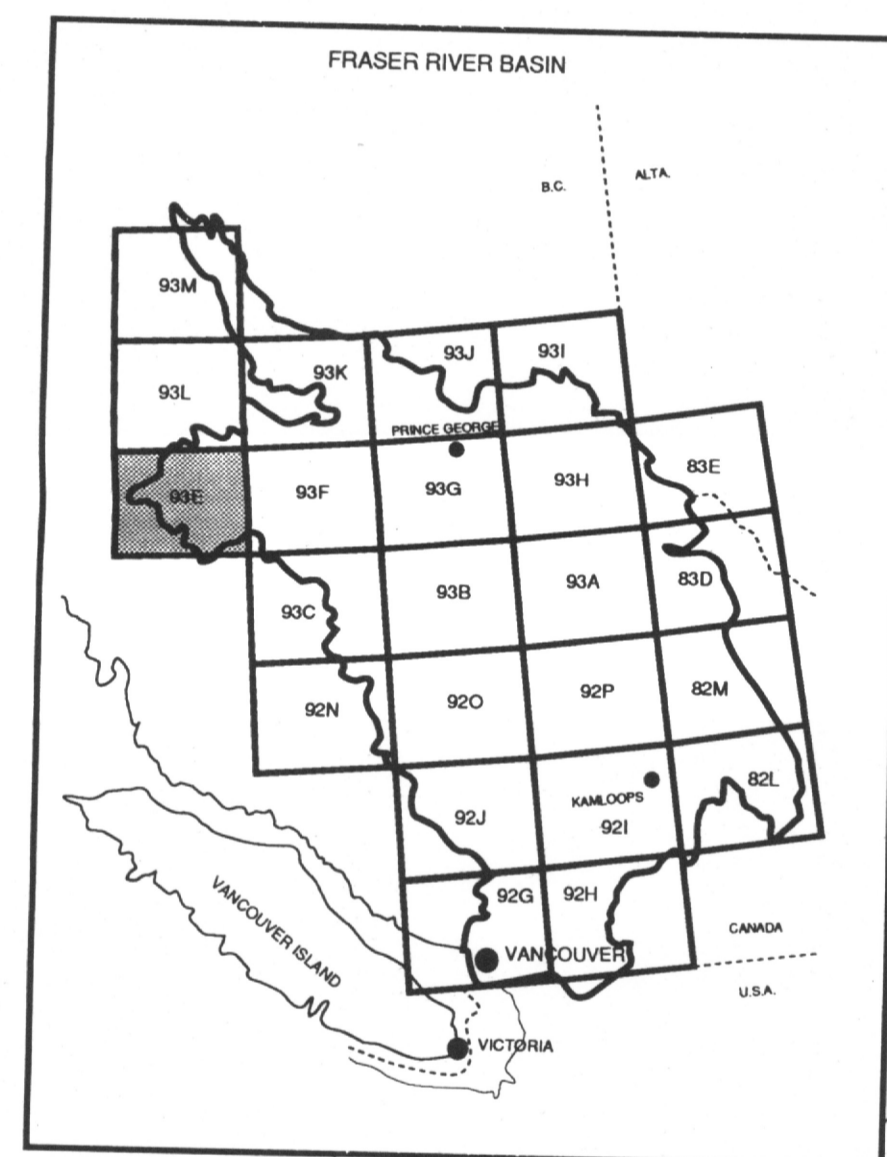 FRASER RIVER BASIN
B.C.
ALTA.
93M
93L
93K
93J
93I
PRINCE GEORGE
93E
93F
93G
93H
83E
93C
93B
93A
83D
92N
92O
92P
82M
92J
KAMLOOPS
92I
82L
92G
92H
VANCOUVER ISLAND
VANCOUVER
CANADA
U.S.A.
VICTORIA